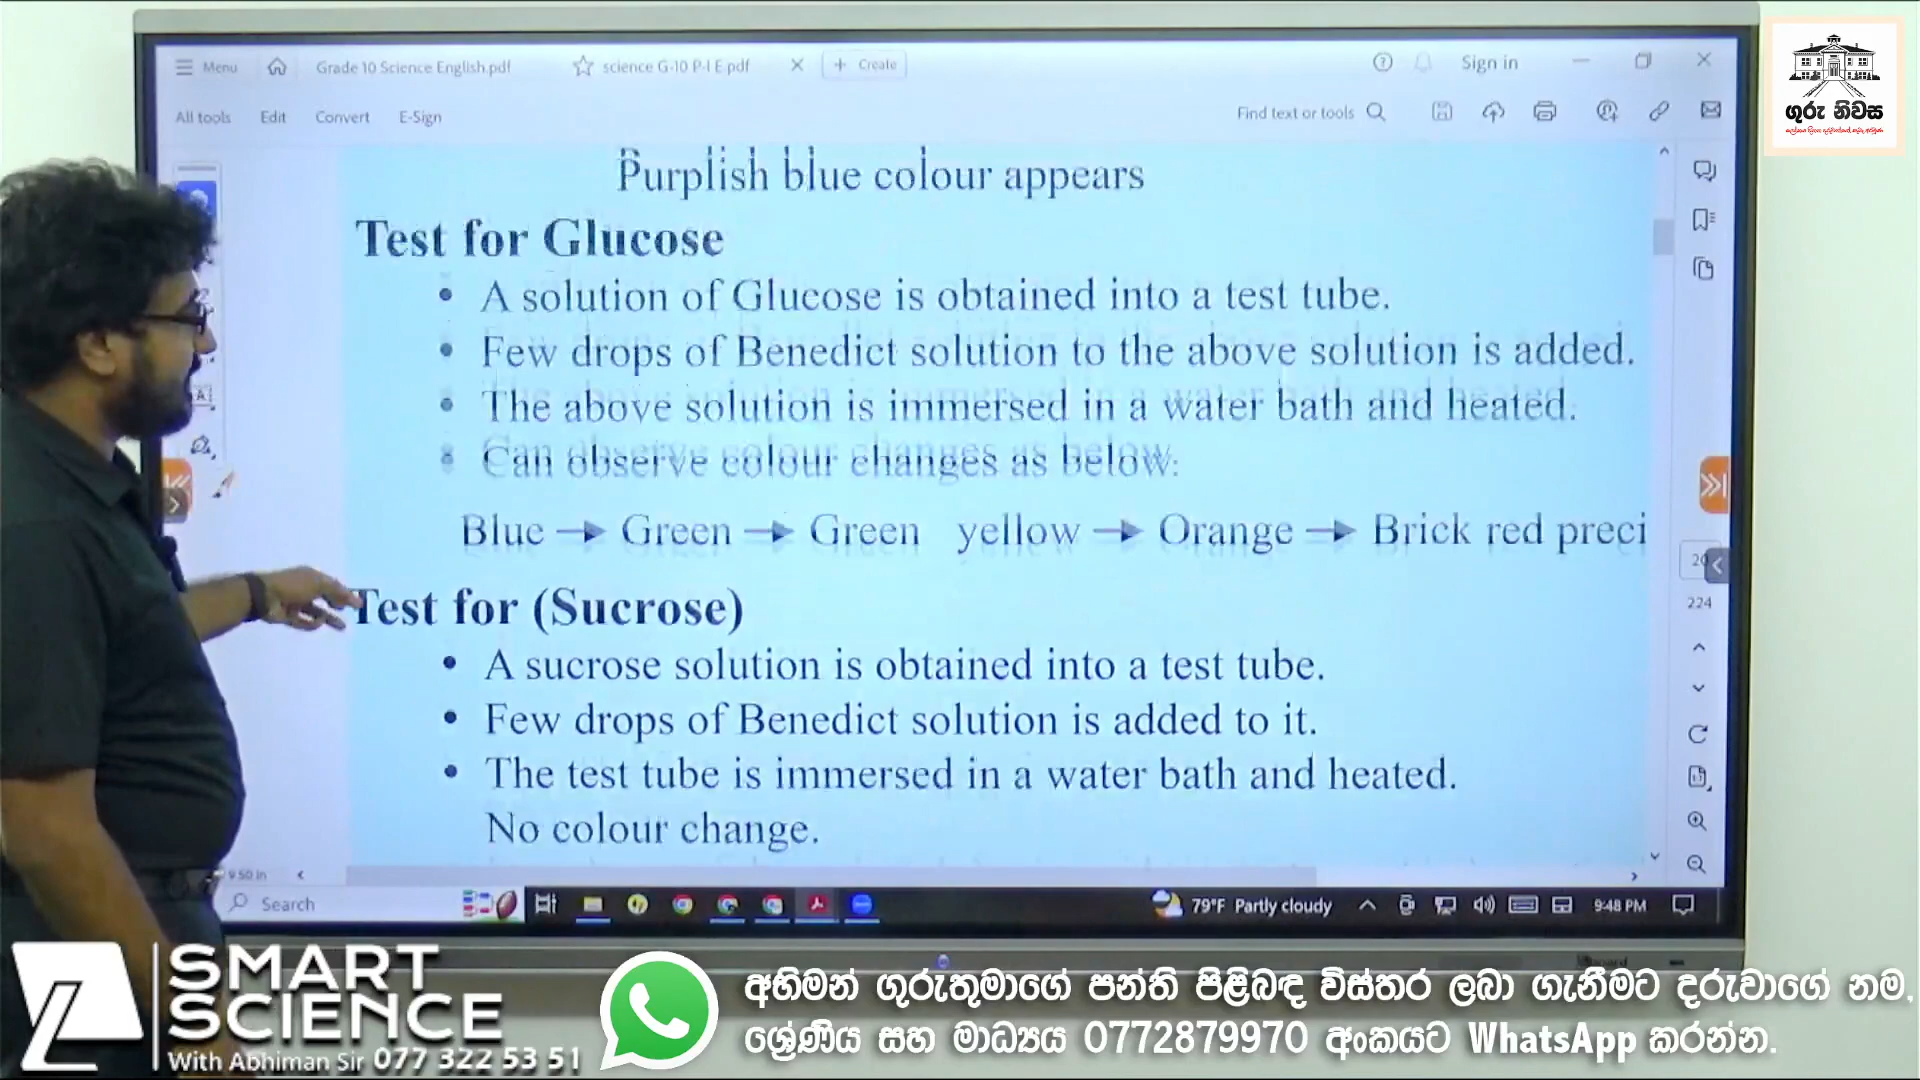 Menu
Grade 10 Science English.pdf
science G-10 P-I E.pdf
Create
Sign in
All tools
Edit
Convert
E-Sign
Find text or tools
ගුරු නිවස
Purplish blue colour appears
Test for Glucose
• A solution of Glucose is obtained into a test tube.
• Few drops of Benedict solution to the above solution is added.
• The above solution is immersed in a water bath and heated.
• Can observe colour changes as below:
Blue → Green → Green yellow → Orange → Brick red preci
Test for (Sucrose)
• A sucrose solution is obtained into a test tube.
• Few drops of Benedict solution is added to it.
• The test tube is immersed in a water bath and heated.
No colour change.
20
224
9.50 in
Search
79°F Partly cloudy
9:48 PM
SMART
SCIENCE
With Abhiman Sir 077 322 53 51
අභිමන් ගුරුතුමාගේ පන්ති පිළිබඳ විස්තර ලබා ගැනීමට දරුවාගේ නම,
ශ්‍රේණිය සහ මාධ්‍යය 0772879970 අංකයට WhatsApp කරන්න.